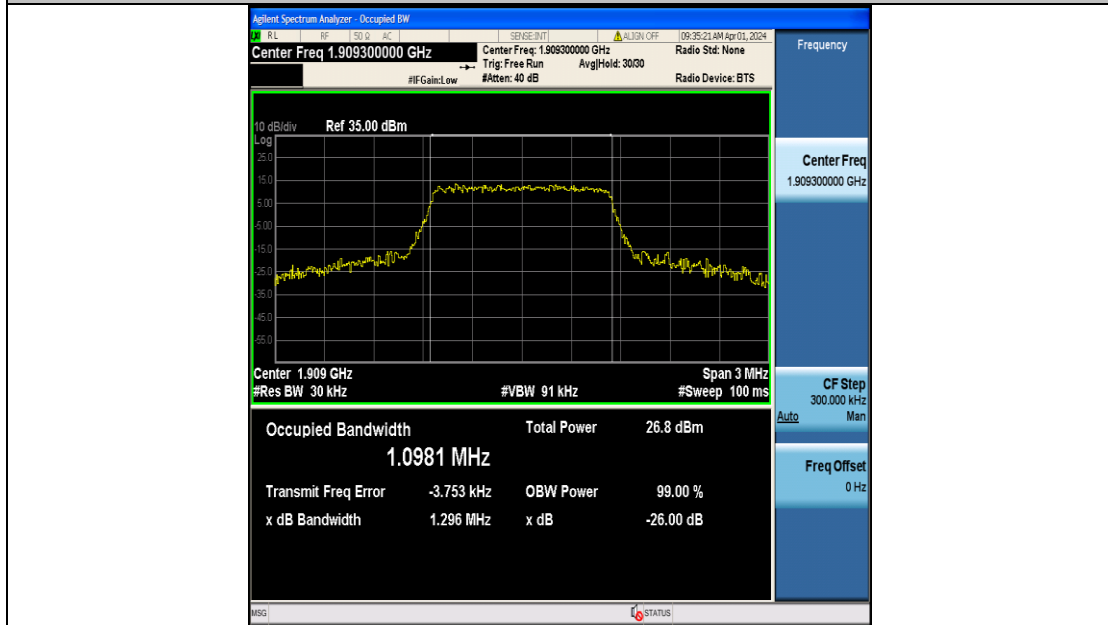 Agilent Spectrum Analyzer - Occupied BW
RL RF 50 Ω AC SENSE:INT ALIGN OFF 09:35:21 AM Apr 01, 2024
Center Freq 1.909300000 GHz
Center Freq: 1.909300000 GHz
Radio Std: None
Trig: Free Run
Avg|Hold: 30/30
#IFGain:Low
#Atten: 40 dB
Radio Device: BTS
10 dB/div Ref 35.00 dBm
Log
25.0
15.0
5.00
-5.00
-15.0
-25.0
-35.0
-45.0
-55.0
Center 1.909 GHz
Span 3 MHz
#Res BW 30 kHz
#VBW 91 kHz
#Sweep 100 ms
Occupied Bandwidth
Total Power 26.8 dBm
1.0981 MHz
Transmit Freq Error -3.753 kHz
OBW Power 99.00 %
x dB Bandwidth 1.296 MHz
x dB -26.00 dB
MSG
STATUS
Frequency
Center Freq
1.909300000 GHz
CF Step
300.000 kHz
Auto Man
Freq Offset
0 Hz